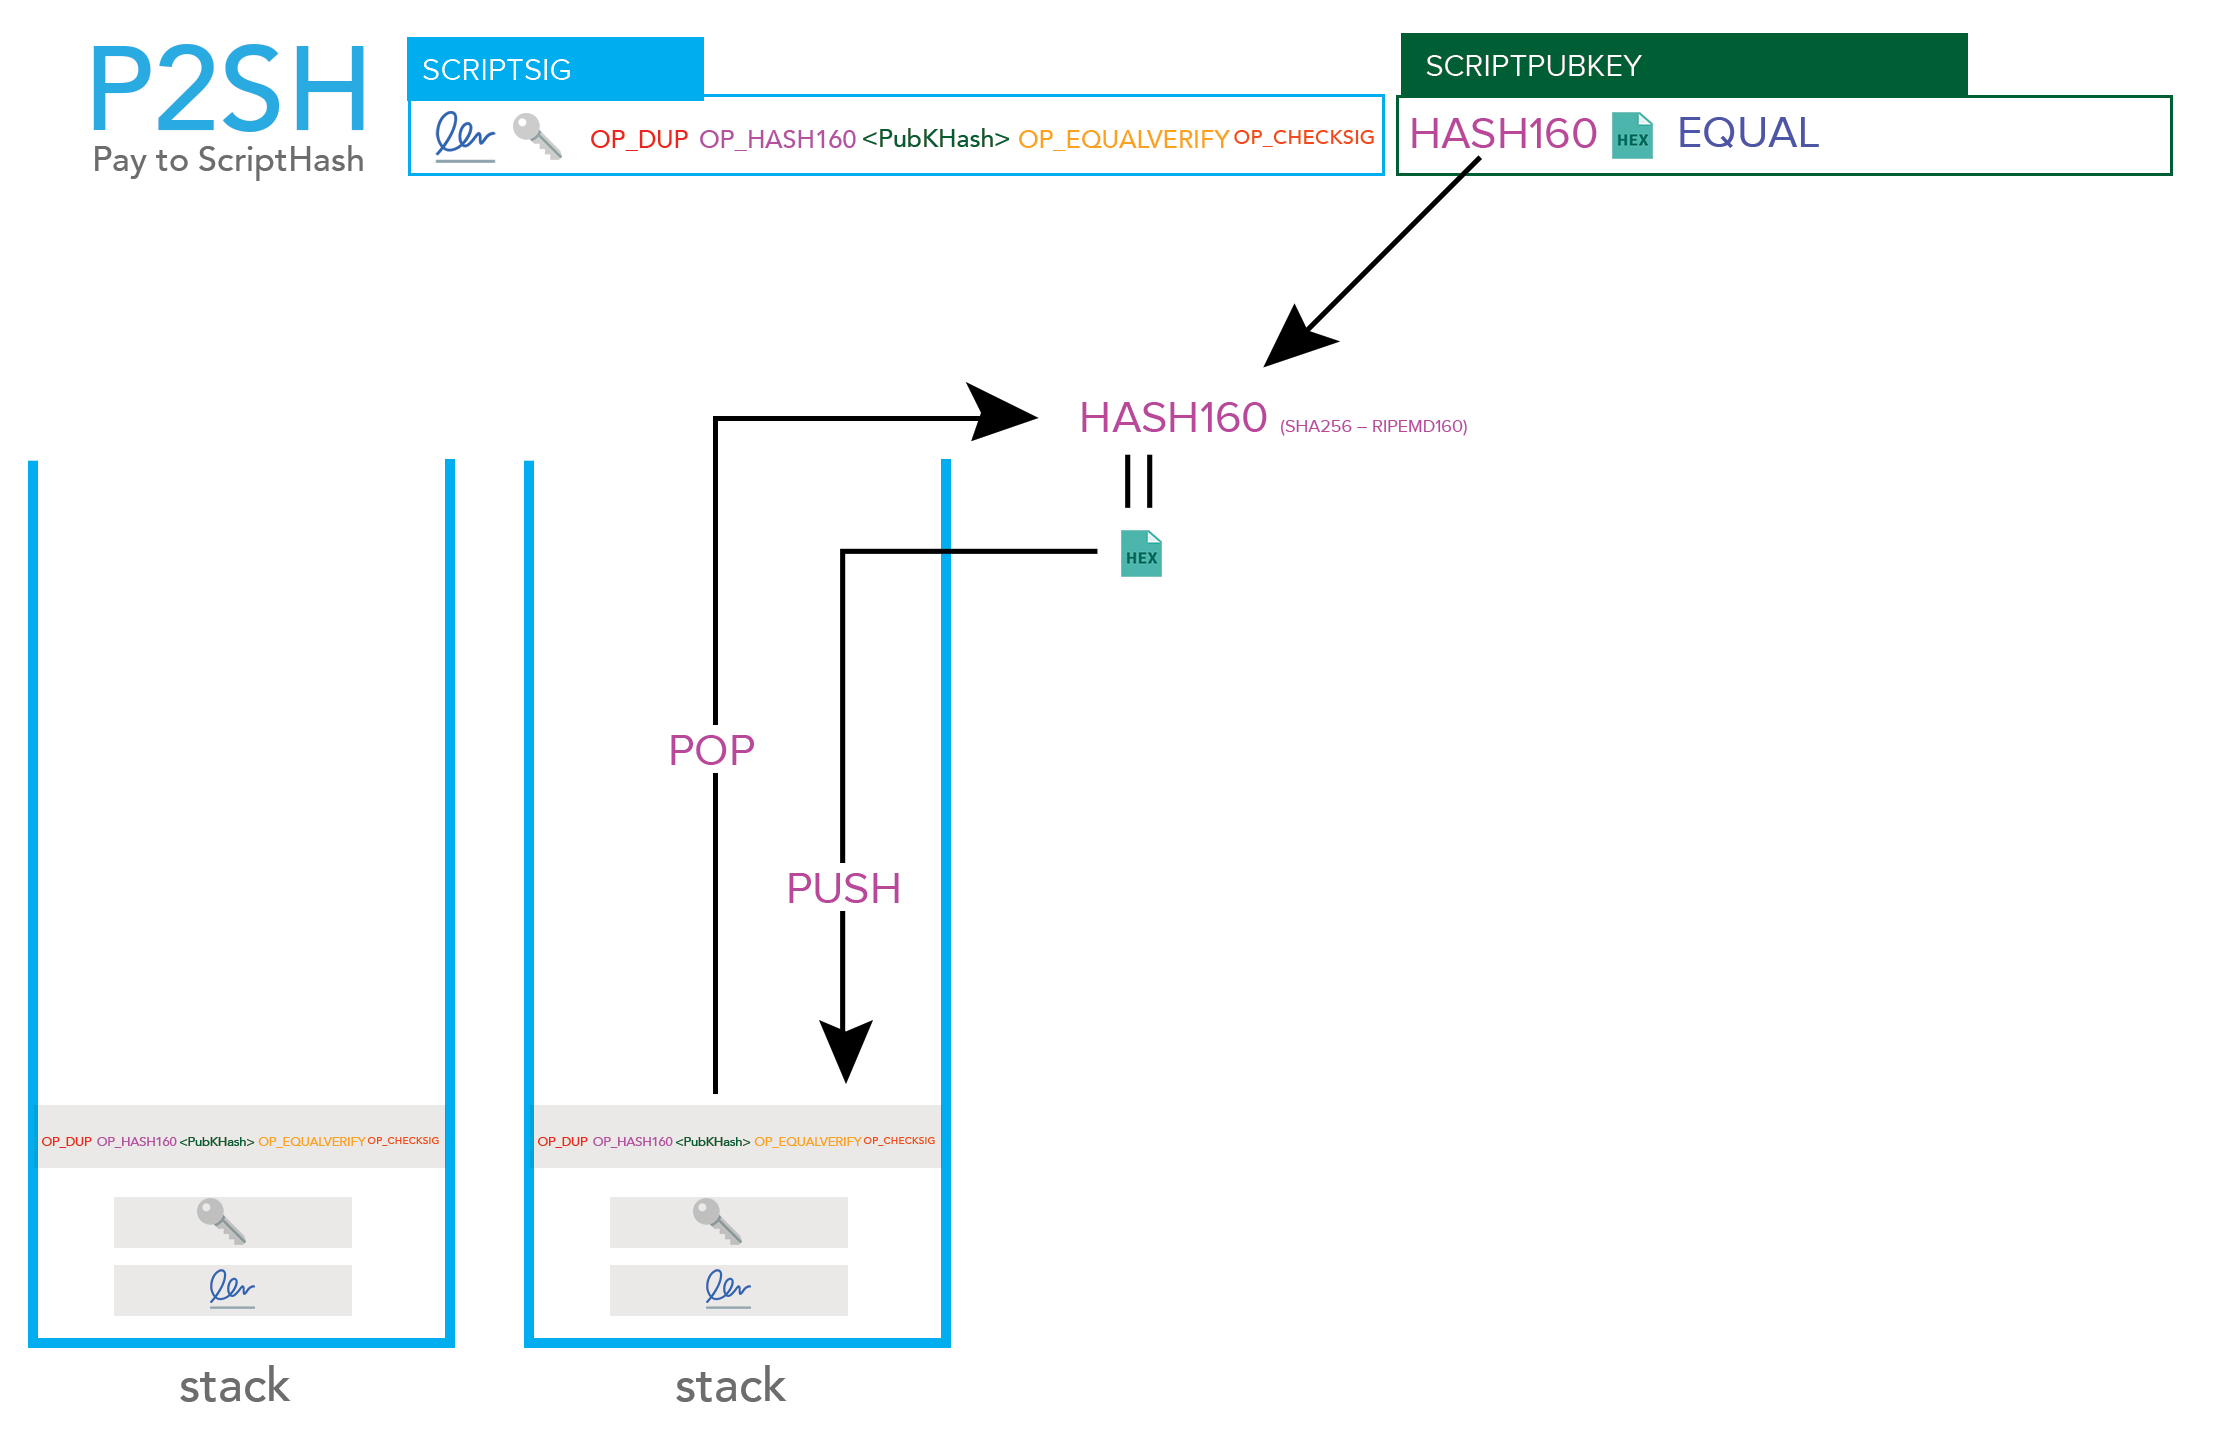 P2SH
Pay to ScriptHash
SCRIPTSIG
OP_DUP OP_HASH160 <PubKHash> OP_EQUALVERIFY OP_CHECKSIG
SCRIPTPUBKEY
HASH160 HEX EQUAL
HASH160 (SHA256 – RIPEMD160)
HEX
POP
PUSH
OP_DUP OP_HASH160 <PubKHash> OP_EQUALVERIFY OP_CHECKSIG
stack
OP_DUP OP_HASH160 <PubKHash> OP_EQUALVERIFY OP_CHECKSIG
stack